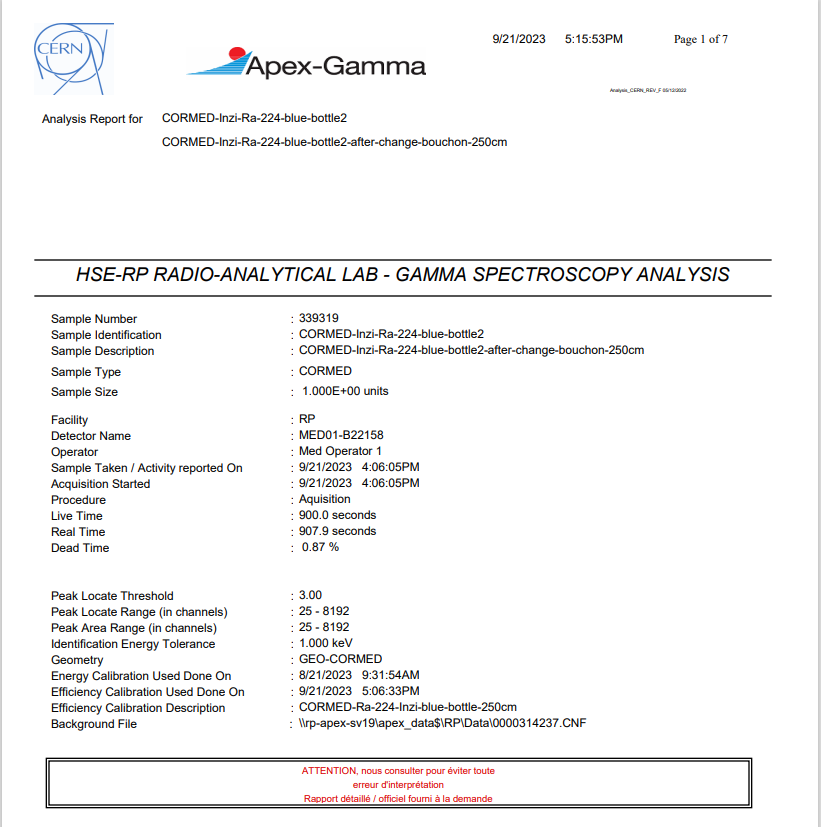 CERN
Apex-Gamma
9/21/2023 5:15:53PM Page 1 of 7
Analysis_CERN_REV_F 05/12/2022
Analysis Report for CORMED-Inzi-Ra-224-blue-bottle2
CORMED-Inzi-Ra-224-blue-bottle2-after-change-bouchon-250cm
HSE-RP RADIO-ANALYTICAL LAB - GAMMA SPECTROSCOPY ANALYSIS
Sample Number : 339319
Sample Identification : CORMED-Inzi-Ra-224-blue-bottle2
Sample Description : CORMED-Inzi-Ra-224-blue-bottle2-after-change-bouchon-250cm
Sample Type : CORMED
Sample Size : 1.000E+00 units
Facility : RP
Detector Name : MED01-B22158
Operator : Med Operator 1
Sample Taken / Activity reported On : 9/21/2023 4:06:05PM
Acquisition Started : 9/21/2023 4:06:05PM
Procedure : Aquisition
Live Time : 900.0 seconds
Real Time : 907.9 seconds
Dead Time : 0.87 %
Peak Locate Threshold : 3.00
Peak Locate Range (in channels) : 25 - 8192
Peak Area Range (in channels) : 25 - 8192
Identification Energy Tolerance : 1.000 keV
Geometry : GEO-CORMED
Energy Calibration Used Done On : 8/21/2023 9:31:54AM
Efficiency Calibration Used Done On : 9/21/2023 5:06:33PM
Efficiency Calibration Description : CORMED-Ra-224-Inzi-blue-bottle-250cm
Background File : \\rp-apex-sv19\apex_data$\RP\Data\0000314237.CNF
ATTENTION, nous consulter pour éviter toute
erreur d'interprétation
Rapport détaillé / officiel fourni à la demande